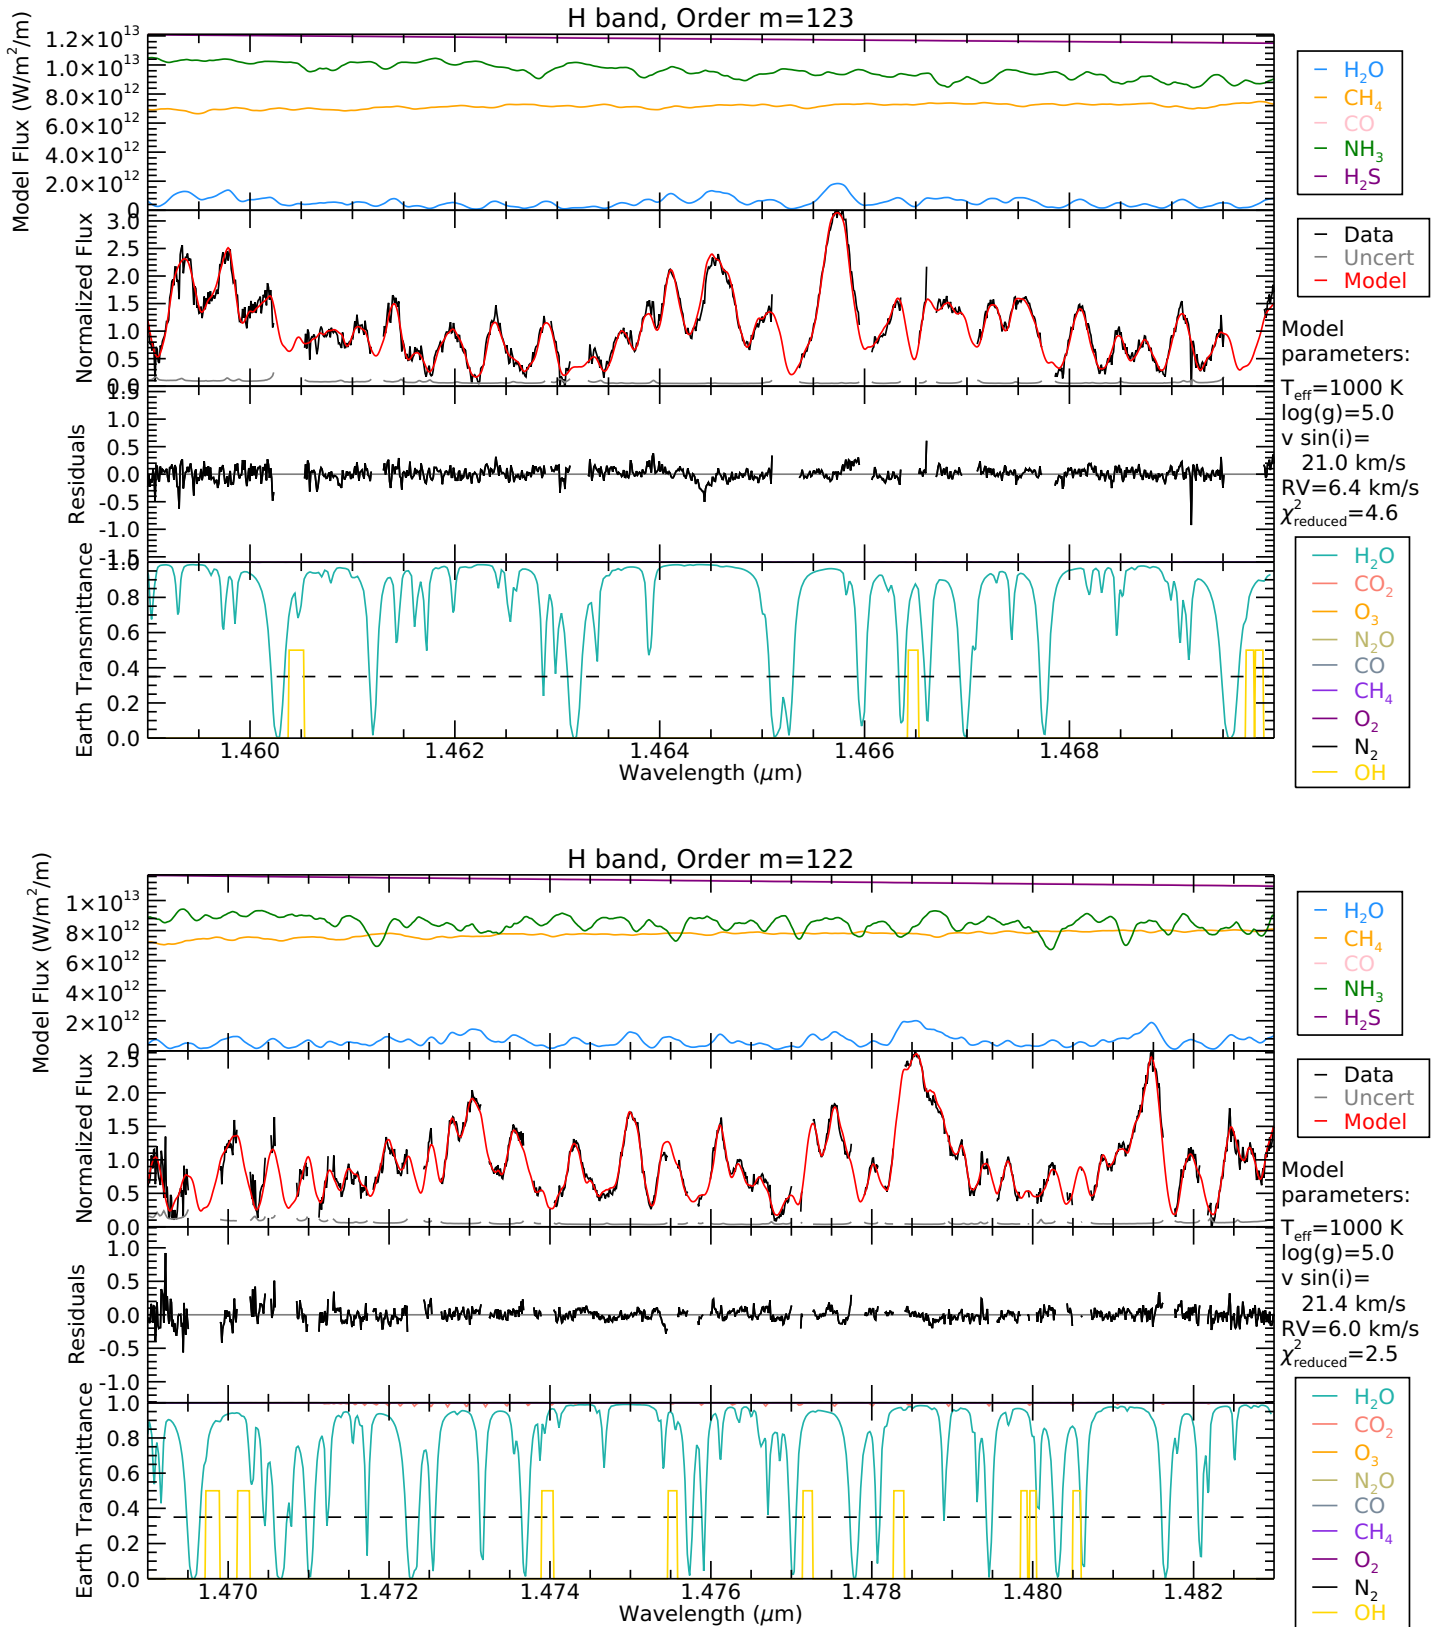 H band, Order m=123
Model Flux (W/m²/m)
1.2×10¹³
1.0×10¹³
8.0×10¹²
6.0×10¹²
4.0×10¹²
2.0×10¹²
0
H₂O
CH₄
CO
NH₃
H₂S
Normalized Flux
3.0
2.5
2.0
1.5
1.0
0.5
0.0
Data
Uncert
Model
Model
parameters:
T_eff=1000 K
log(g)=5.0
v sin(i)=
21.0 km/s
RV=6.4 km/s
χ²_reduced=4.6
Residuals
1.5
1.0
0.5
0.0
-0.5
-1.0
-1.5
Earth Transmittance
1.0
0.8
0.6
0.4
0.2
0.0
1.460
1.462
1.464
1.466
1.468
Wavelength (μm)
H₂O
CO₂
O₃
N₂O
CO
CH₄
O₂
N₂
OH
H band, Order m=122
Model Flux (W/m²/m)
1×10¹³
8×10¹²
6×10¹²
4×10¹²
2×10¹²
0
H₂O
CH₄
CO
NH₃
H₂S
Normalized Flux
2.5
2.0
1.5
1.0
0.5
0.0
Data
Uncert
Model
Model
parameters:
T_eff=1000 K
log(g)=5.0
v sin(i)=
21.4 km/s
RV=6.0 km/s
χ²_reduced=2.5
Residuals
1.0
0.5
0.0
-0.5
-1.0
Earth Transmittance
1.0
0.8
0.6
0.4
0.2
0.0
1.470
1.472
1.474
1.476
1.478
1.480
1.482
Wavelength (μm)
H₂O
CO₂
O₃
N₂O
CO
CH₄
O₂
N₂
OH